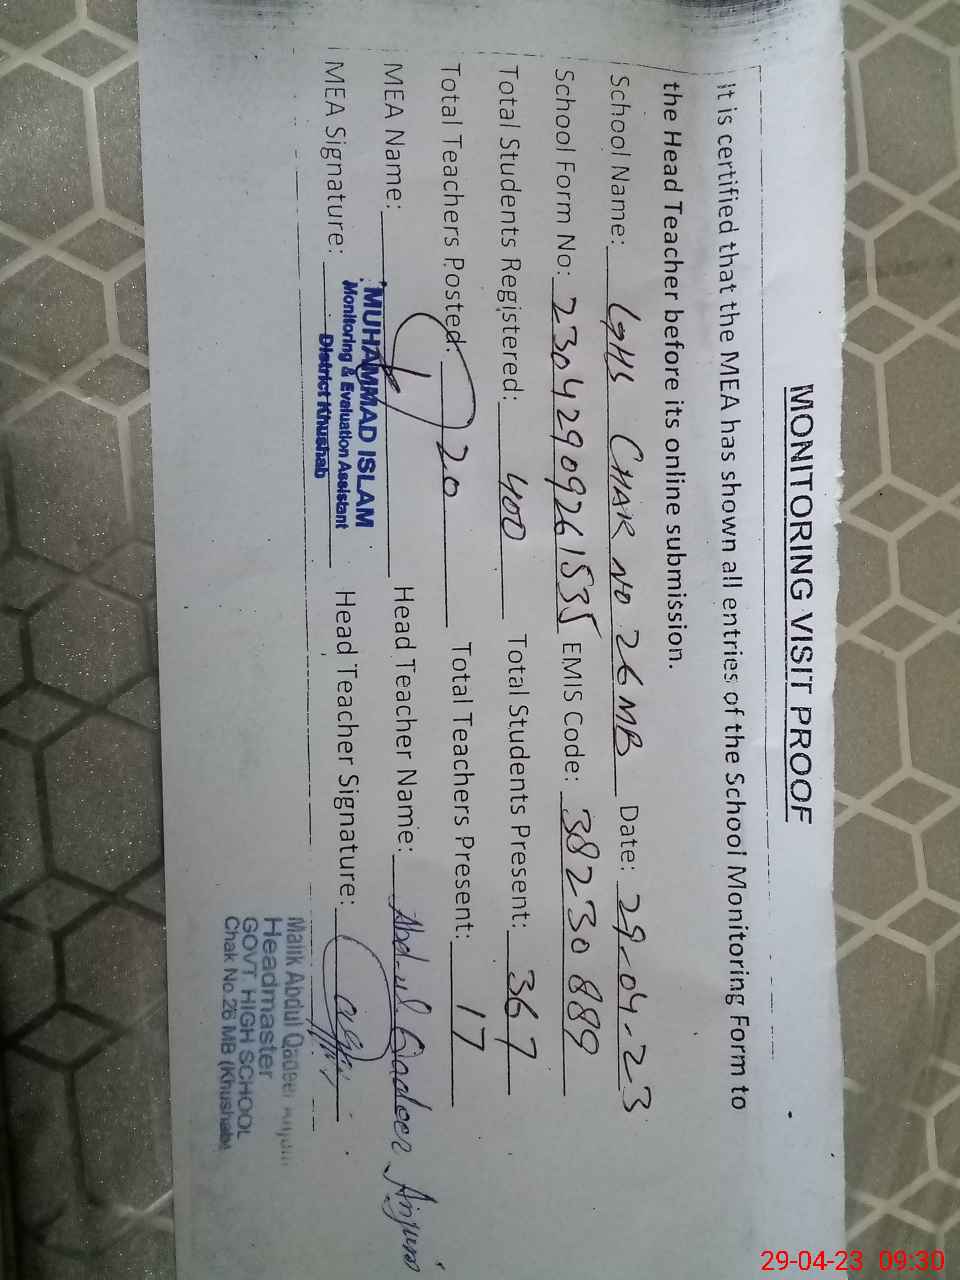 MONITORING VISIT PROOF
It is certified that the MEA has shown all entries of the School Monitoring Form to
the Head Teacher before its online submission.
School Name: GHS CHAK NO 26 MB Date: 29-04-23
School Form No: 23042909261535 EMIS Code: 38230889
Total Students Registered: 400 Total Students Present: 367
Total Teachers Posted: 20 Total Teachers Present: 17
MEA Name: Head Teacher Name: Abdul Qadeer Anjum
MUHAMMAD ISLAM
Monitoring & Evaluation Assistant
District Khushab
MEA Signature: Head Teacher Signature:
Malik Abdul Qadeer Anjum
Headmaster
GOVT. HIGH SCHOOL
Chak No.26 MB (Khushab)
29-04-23 09:30